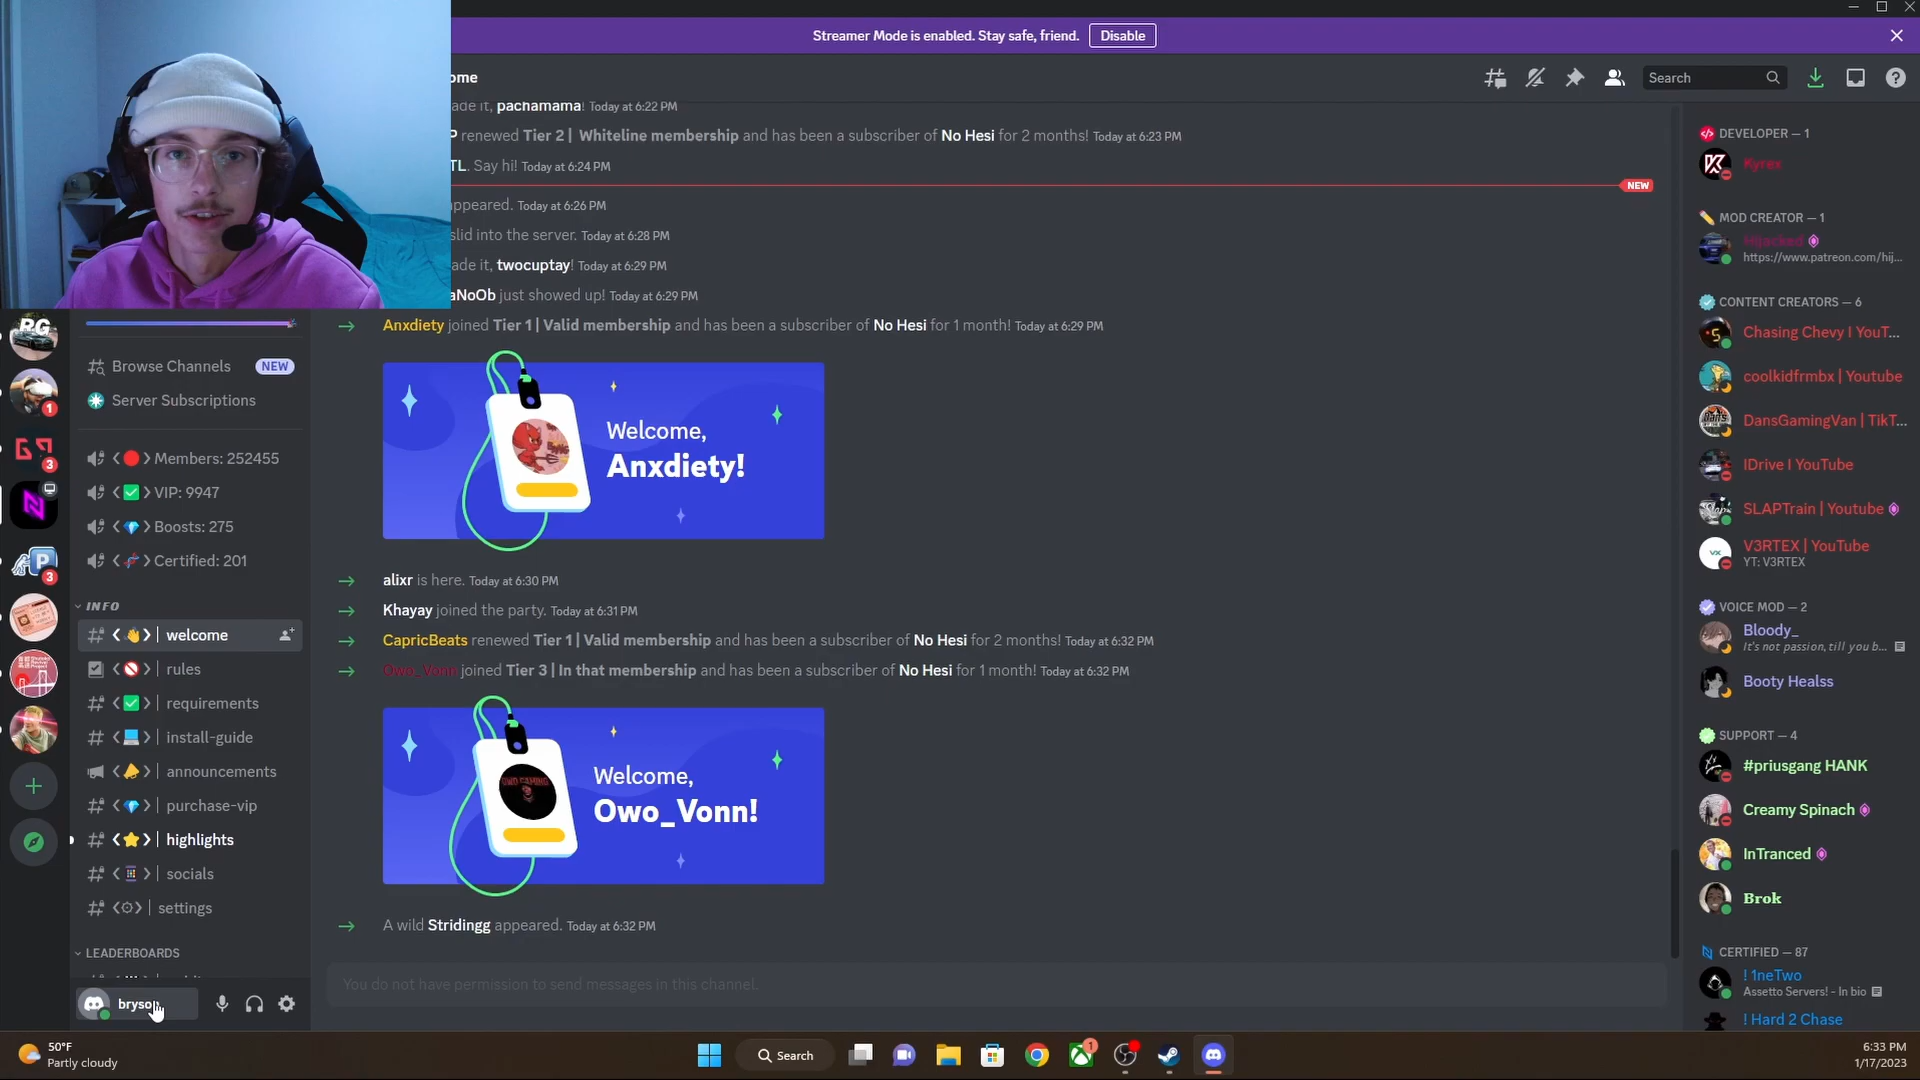 Streamer Mode is enabled. Stay safe, friend. Disable
ome
Search
ade it, pachamama! Today at 6:22 PM
P renewed Tier 2 | Whiteline membership and has been a subscriber of No Hesi for 2 months! Today at 6:23 PM
TL. Say hi! Today at 6:24 PM
NEW
appeared. Today at 6:26 PM
slid into the server. Today at 6:28 PM
ade it, twocuptay! Today at 6:29 PM
aNoOb just showed up! Today at 6:29 PM
Anxdiety joined Tier 1 | Valid membership and has been a subscriber of No Hesi for 1 month! Today at 6:29 PM
Welcome,
Anxdiety!
alixr is here. Today at 6:30 PM
Khayay joined the party. Today at 6:31 PM
CapricBeats renewed Tier 1 | Valid membership and has been a subscriber of No Hesi for 2 months! Today at 6:32 PM
Owo_Vonn joined Tier 3 | In that membership and has been a subscriber of No Hesi for 1 month! Today at 6:32 PM
Welcome,
Owo_Vonn!
A wild Stridingg appeared. Today at 6:32 PM
You do not have permission to send messages in this channel.
Browse Channels NEW
Server Subscriptions
Members: 252455
VIP: 9947
Boosts: 275
Certified: 201
INFO
welcome
rules
requirements
install-guide
announcements
purchase-vip
highlights
socials
settings
LEADERBOARDS
bryson
RG
1
3
3
DEVELOPER — 1
Kyrex
MOD CREATOR — 1
Hijacked
https://www.patreon.com/hij...
CONTENT CREATORS — 6
Chasing Chevy I YouT...
coolkidfrmbx | Youtube
DansGamingVan | TikT...
IDrive I YouTube
SLAPTrain | Youtube
V3RTEX | YouTube
YT: V3RTEX
VOICE MOD — 2
Bloody_
It's not passion, till you b...
Booty Healss
SUPPORT — 4
#priusgang HANK
Creamy Spinach
InTranced
Brok
CERTIFIED — 87
! 1neTwo
Assetto Servers! - In bio
! Hard 2 Chase
50°F
Partly cloudy
Search
1
6:33 PM
1/17/2023